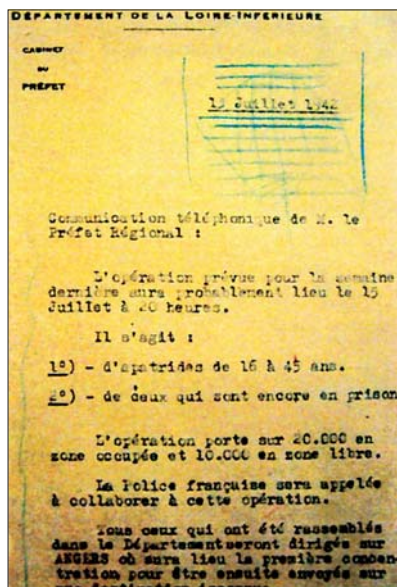 DÉPARTEMENT DE LA LOIRE-INFÉRIEURE
CABINET
DU
PRÉFET
13 Juillet 1942
Communication téléphonique de M. le
Préfet Régional :
L'opération prévue pour la semaine
dernière aura probablement lieu le 15
Juillet à 20 heures.
Il s'agit :
1°) - d'apatrides de 16 à 45 ans.
2°) - de ceux qui sont encore en prison
L'opération porte sur 20.000 en
zone occupée et 10.000 en zone libre.
La Police française sera appelée
à collaborer à cette opération.
Tous ceux qui ont été rassemblés
dans le Département seront dirigés sur
ANGERS où aura lieu la première concen-
tration pour être ensuite envoyés sur